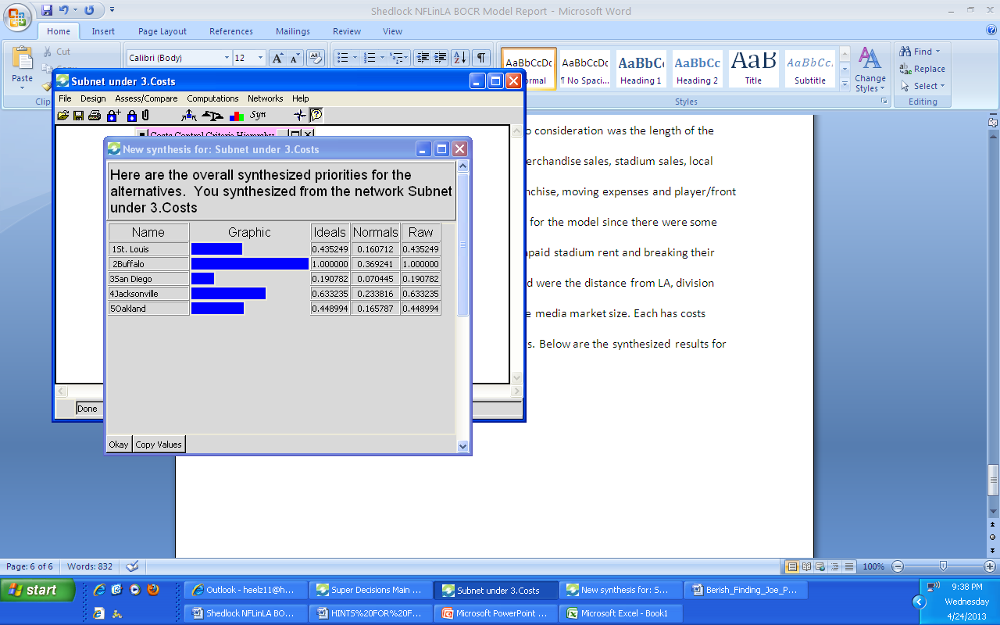 Shedlock NFLinLA BOCR Model Report - Microsoft Word
Home Insert Page Layout References Mailings Review View
Paste
Cut
Calibri (Body) 12
AaBbCcDc AaBbCcDc AaBbC AaBbCc AaB AaBbCc.
¶ No Spaci... Heading 1 Heading 2 Title Subtitle
Change Styles
Find
Replace
Select
Styles
Editing
Subnet under 3.Costs
File Design Assess/Compare Computations Networks Help
Costs Control Criteria Hierarchy
New synthesis for: Subnet under 3.Costs
Here are the overall synthesized priorities for the
alternatives. You synthesized from the network Subnet
under 3.Costs
Name Graphic Ideals Normals Raw
1St. Louis 0.435249 0.160712 0.435249
2Buffalo 1.000000 0.369241 1.000000
3San Diego 0.190782 0.070445 0.190782
4Jacksonville 0.633235 0.233816 0.633235
5Oakland 0.448994 0.165787 0.448994
Okay Copy Values
Done
consideration was the length of the
merchandise sales, stadium sales, local
franchise, moving expenses and player/front
for the model since there were some
unpaid stadium rent and breaking their
were the distance from LA, division
media market size. Each has costs
Below are the synthesized results for
Page: 6 of 6 Words: 832
100%
start
Outlook - heelz11@h... Super Decisions Main ... Subnet under 3.Costs New synthesis for: S... Berish_Finding_Joe_P...
Shedlock NFLinLA BO... HINTS%20FOR%20F... Microsoft PowerPoint ... Microsoft Excel - Book1
9:38 PM
Wednesday
4/24/2013